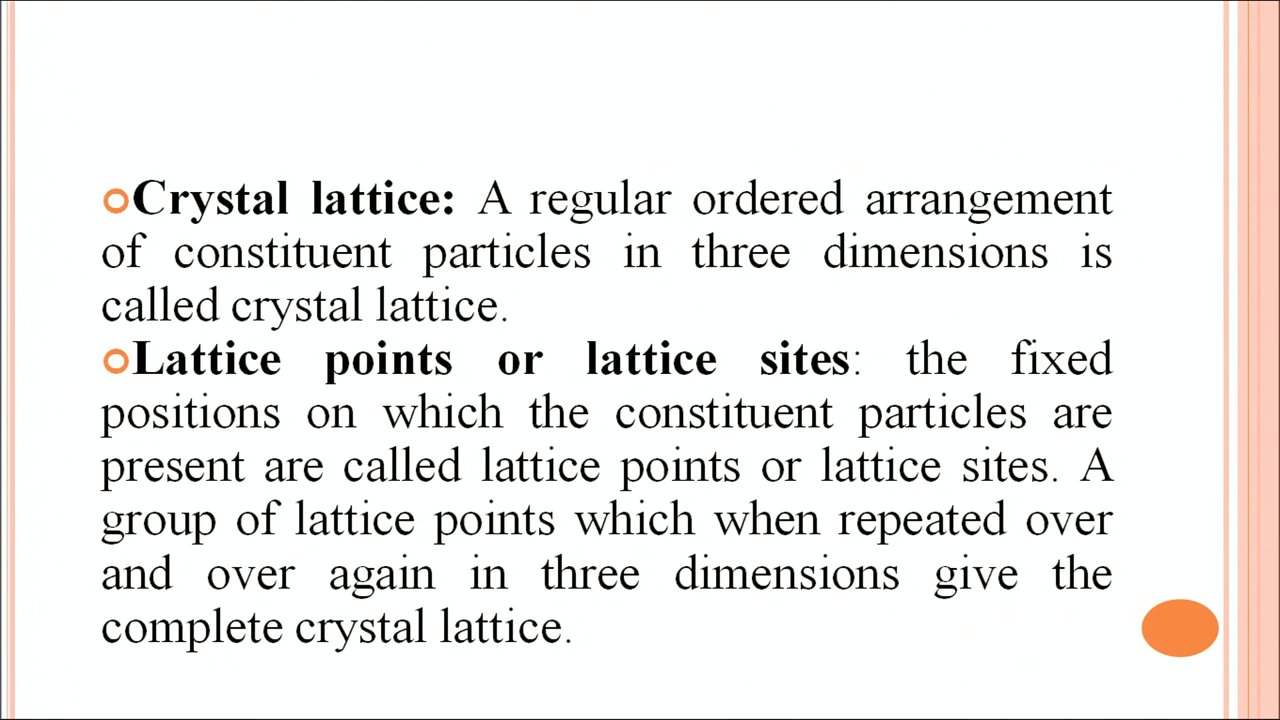 Crystal lattice: A regular ordered arrangement
of constituent particles in three dimensions is
called crystal lattice.
Lattice points or lattice sites: the fixed
positions on which the constituent particles are
present are called lattice points or lattice sites. A
group of lattice points which when repeated over
and over again in three dimensions give the
complete crystal lattice.